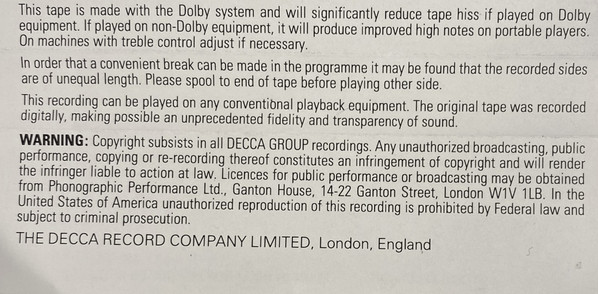 This tape is made with the Dolby system and will significantly reduce tape hiss if played on Dolby
equipment. If played on non-Dolby equipment, it will produce improved high notes on portable players.
On machines with treble control adjust if necessary.
In order that a convenient break can be made in the programme it may be found that the recorded sides
are of unequal length. Please spool to end of tape before playing other side.
This recording can be played on any conventional playback equipment. The original tape was recorded
digitally, making possible an unprecedented fidelity and transparency of sound.
WARNING: Copyright subsists in all DECCA GROUP recordings. Any unauthorized broadcasting, public
performance, copying or re-recording thereof constitutes an infringement of copyright and will render
the infringer liable to action at law. Licences for public performance or broadcasting may be obtained
from Phonographic Performance Ltd., Ganton House, 14-22 Ganton Street, London W1V 1LB. In the
United States of America unauthorized reproduction of this recording is prohibited by Federal law and
subject to criminal prosecution.
THE DECCA RECORD COMPANY LIMITED, London, England